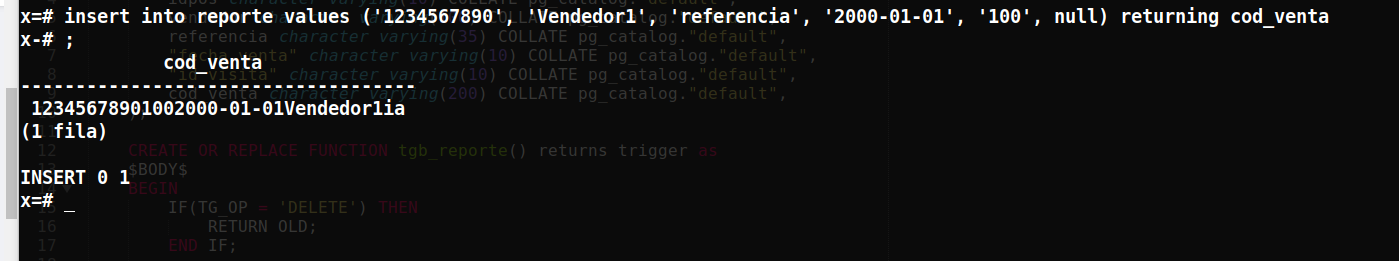 x=# insert into reporte values ('1234567890', 'Vendedor1', 'referencia', '2000-01-01', '100', null) returning cod_venta
x-# ;
referencia character varying(35) COLLATE pg_catalog."default",
7 "fecha_venta" character varying(10) COLLATE pg_catalog."default",
cod_venta
8 "id_visita" character varying(10) COLLATE pg_catalog."default",
----------------------------------
9 cod_venta character varying(200) COLLATE pg_catalog."default",
12345678901002000-01-01Vendedor1ia
(1 fila)
12 CREATE OR REPLACE FUNCTION tgb_reporte() returns trigger as
$BODY$
INSERT 0 1
BEGIN
x=# _
IF(TG_OP = 'DELETE') THEN
16 RETURN OLD;
17 END IF;